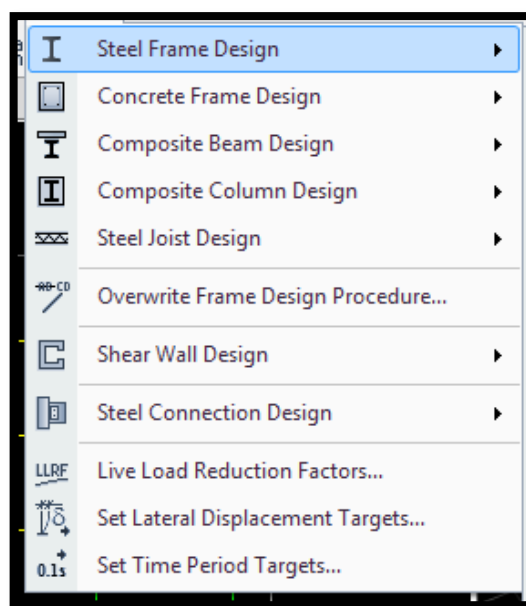 Steel Frame Design
Concrete Frame Design
Composite Beam Design
Composite Column Design
Steel Joist Design
Overwrite Frame Design Procedure...
Shear Wall Design
Steel Connection Design
LLRF Live Load Reduction Factors...
Set Lateral Displacement Targets...
0.1s Set Time Period Targets...